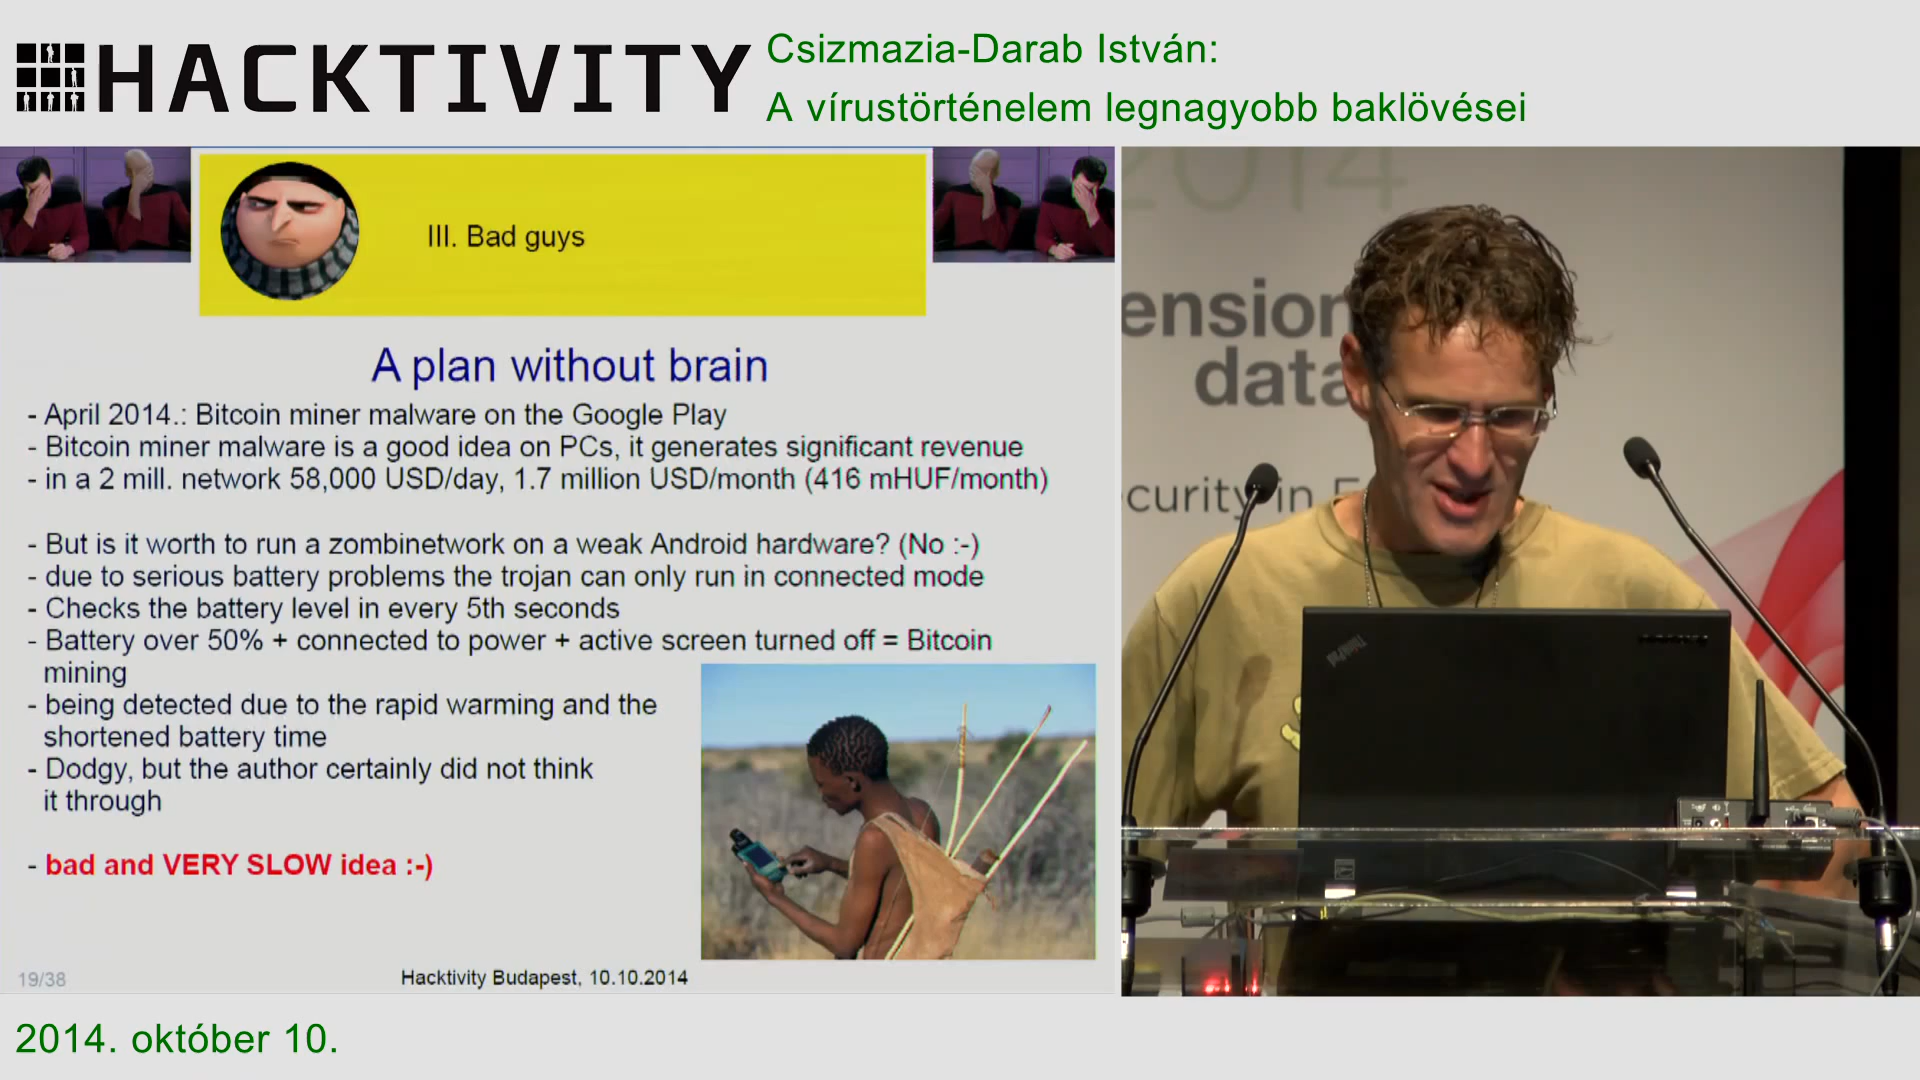 HACKTIVITY
Csizmazia-Darab István:
A vírustörténelem legnagyobb baklövései
III. Bad guys
A plan without brain
- April 2014.: Bitcoin miner malware on the Google Play
- Bitcoin miner malware is a good idea on PCs, it generates significant revenue
- in a 2 mill. network 58,000 USD/day, 1.7 million USD/month (416 mHUF/month)
- But is it worth to run a zombinetwork on a weak Android hardware? (No :-)
- due to serious battery problems the trojan can only run in connected mode
- Checks the battery level in every 5th seconds
- Battery over 50% + connected to power + active screen turned off = Bitcoin
mining
- being detected due to the rapid warming and the
shortened battery time
- Dodgy, but the author certainly did not think
it through
- bad and VERY SLOW idea :-)
19/38
Hacktivity Budapest, 10.10.2014
2014
ension
data
curity in E
ThinkPad
2014. október 10.